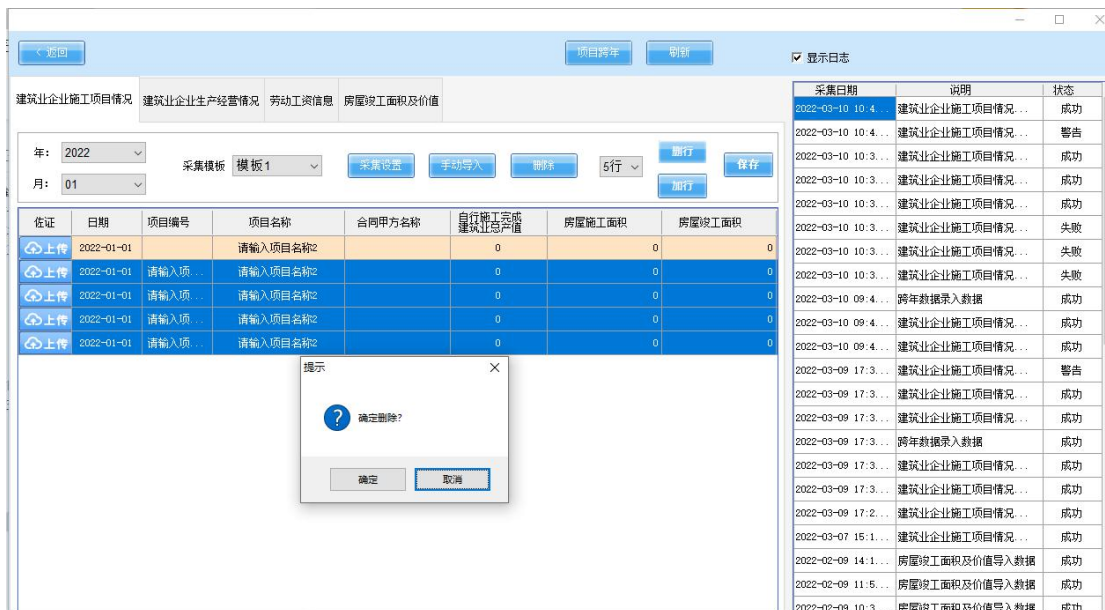 < 返回 项目跨年 刷新 显示日志
建筑业企业施工项目情况 建筑业企业生产经营情况 劳动工资信息 房屋竣工面积及价值
年: 2022 采集模板 模板1 采集设置 手动导入 删除 5行 删行 保存
月: 01 加行
佐证 日期 项目编号 项目名称 合同甲方名称 自行施工完成建筑业总产值 房屋施工面积 房屋竣工面积
上传 2022-01-01 请输入项目名称2 0 0 0
上传 2022-01-01 请输入项... 请输入项目名称2 0 0 0
上传 2022-01-01 请输入项... 请输入项目名称2 0 0 0
上传 2022-01-01 请输入项... 请输入项目名称2 0 0 0
上传 2022-01-01 请输入项... 请输入项目名称2 0 0 0
提示
确定删除?
确定 取消
采集日期 说明 状态
2022-03-10 10:4... 建筑业企业施工项目情况... 成功
2022-03-10 10:4... 建筑业企业施工项目情况... 警告
2022-03-10 10:3... 建筑业企业施工项目情况... 成功
2022-03-10 10:3... 建筑业企业施工项目情况... 成功
2022-03-10 10:3... 建筑业企业施工项目情况... 成功
2022-03-10 10:3... 建筑业企业施工项目情况... 失败
2022-03-10 10:3... 建筑业企业施工项目情况... 失败
2022-03-10 10:3... 建筑业企业施工项目情况... 失败
2022-03-10 09:4... 跨年数据录入数据 成功
2022-03-10 09:4... 建筑业企业施工项目情况... 成功
2022-03-10 09:4... 建筑业企业施工项目情况... 成功
2022-03-09 17:3... 建筑业企业施工项目情况... 警告
2022-03-09 17:3... 建筑业企业施工项目情况... 成功
2022-03-09 17:3... 建筑业企业施工项目情况... 成功
2022-03-09 17:3... 跨年数据录入数据 成功
2022-03-09 17:3... 建筑业企业施工项目情况... 成功
2022-03-09 17:3... 建筑业企业施工项目情况... 成功
2022-03-09 17:2... 建筑业企业施工项目情况... 成功
2022-03-07 15:1... 建筑业企业施工项目情况... 成功
2022-02-09 14:1... 房屋竣工面积及价值导入数据 成功
2022-02-09 11:5... 房屋竣工面积及价值导入数据 成功
2022-02-09 10:3... 房屋竣工面积及价值导入数据 成功